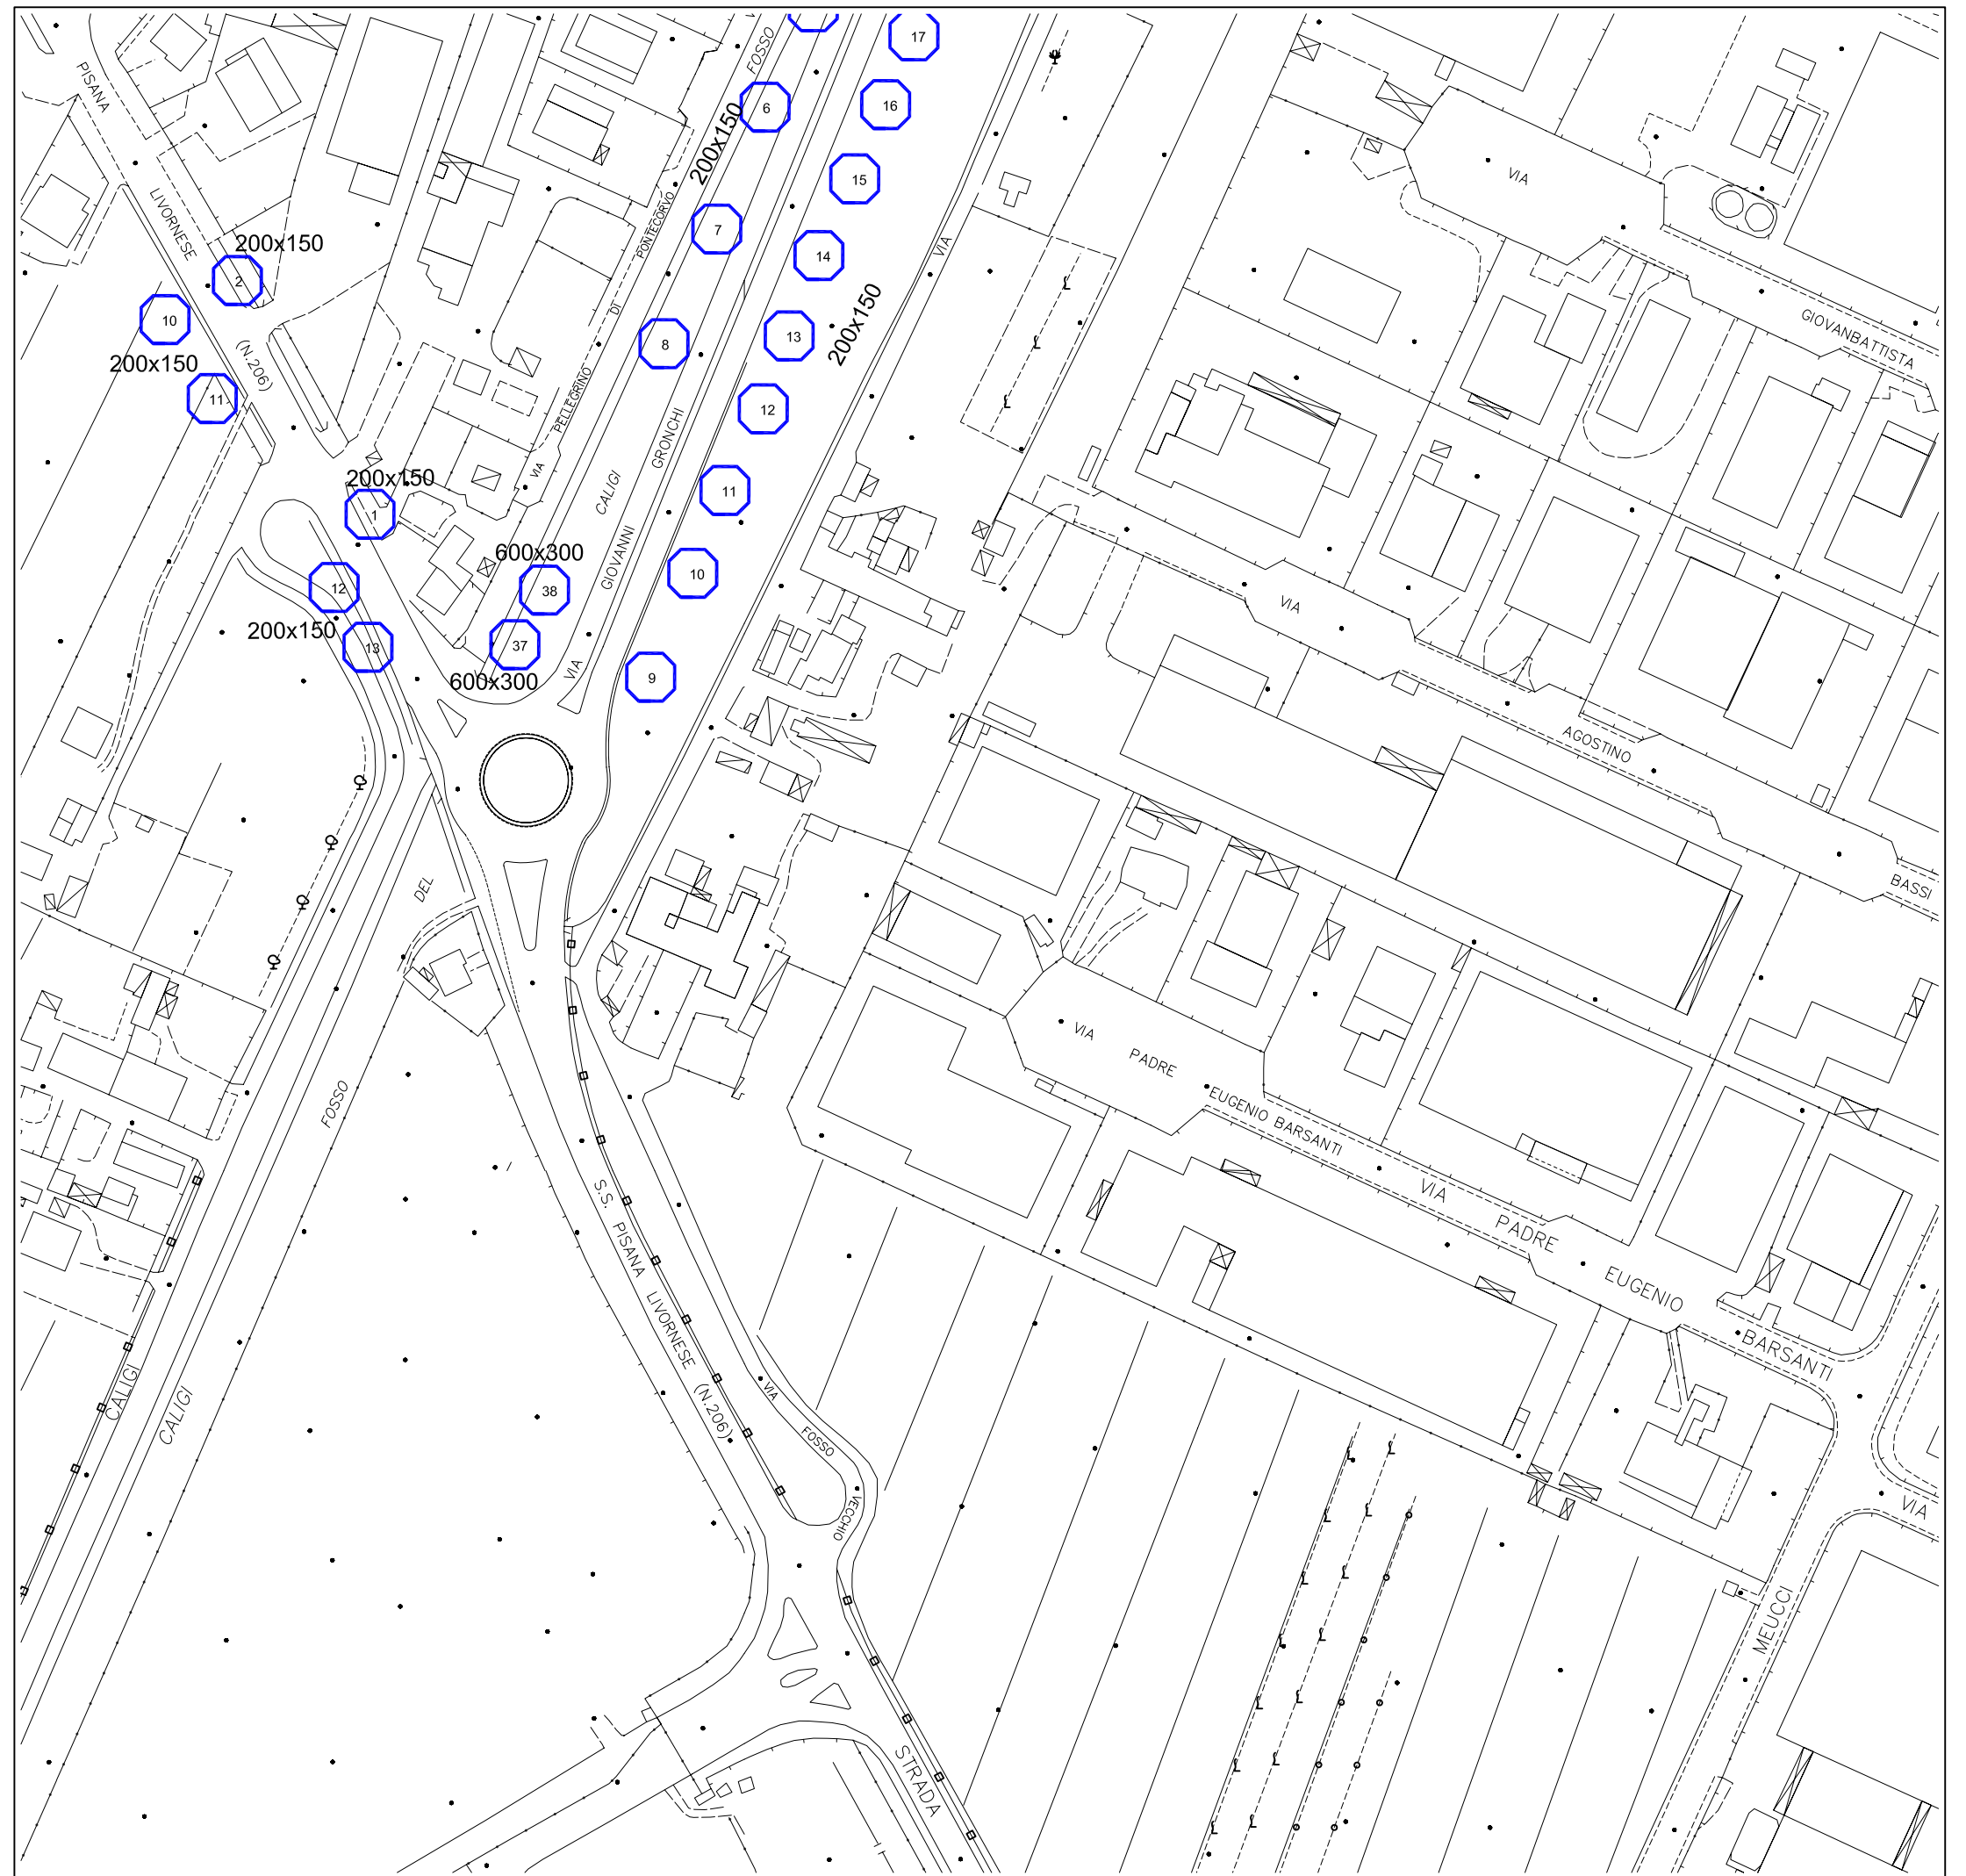 17
FOSSO
PISANA
6
16
200x150
15
VIA
LIVORNESE
PONTECORVO
7
200x150
14
VIA
2
DI
10
13
200x150
GIOVANBATTISTA
8
(N.206)
200x150
PELLEGRINO
11
12
GRONCHI
VIA
200x150
CALIGI
11
1
600x300
GIOVANNI
10
38
12
VIA
200x150
13
37
VIA
9
600x300
AGOSTINO
BASSI
DEL
VIA
PADRE
FOSSO
EUGENIO BARSANTI
VIA
PADRE
S.S. PISANA LIVORNESE (N.206)
EUGENIO
BARSANTI
CALIGI
CALIGI
VIA
FOSSO
VECCHIO
VIA
MEUCCI
STRADA